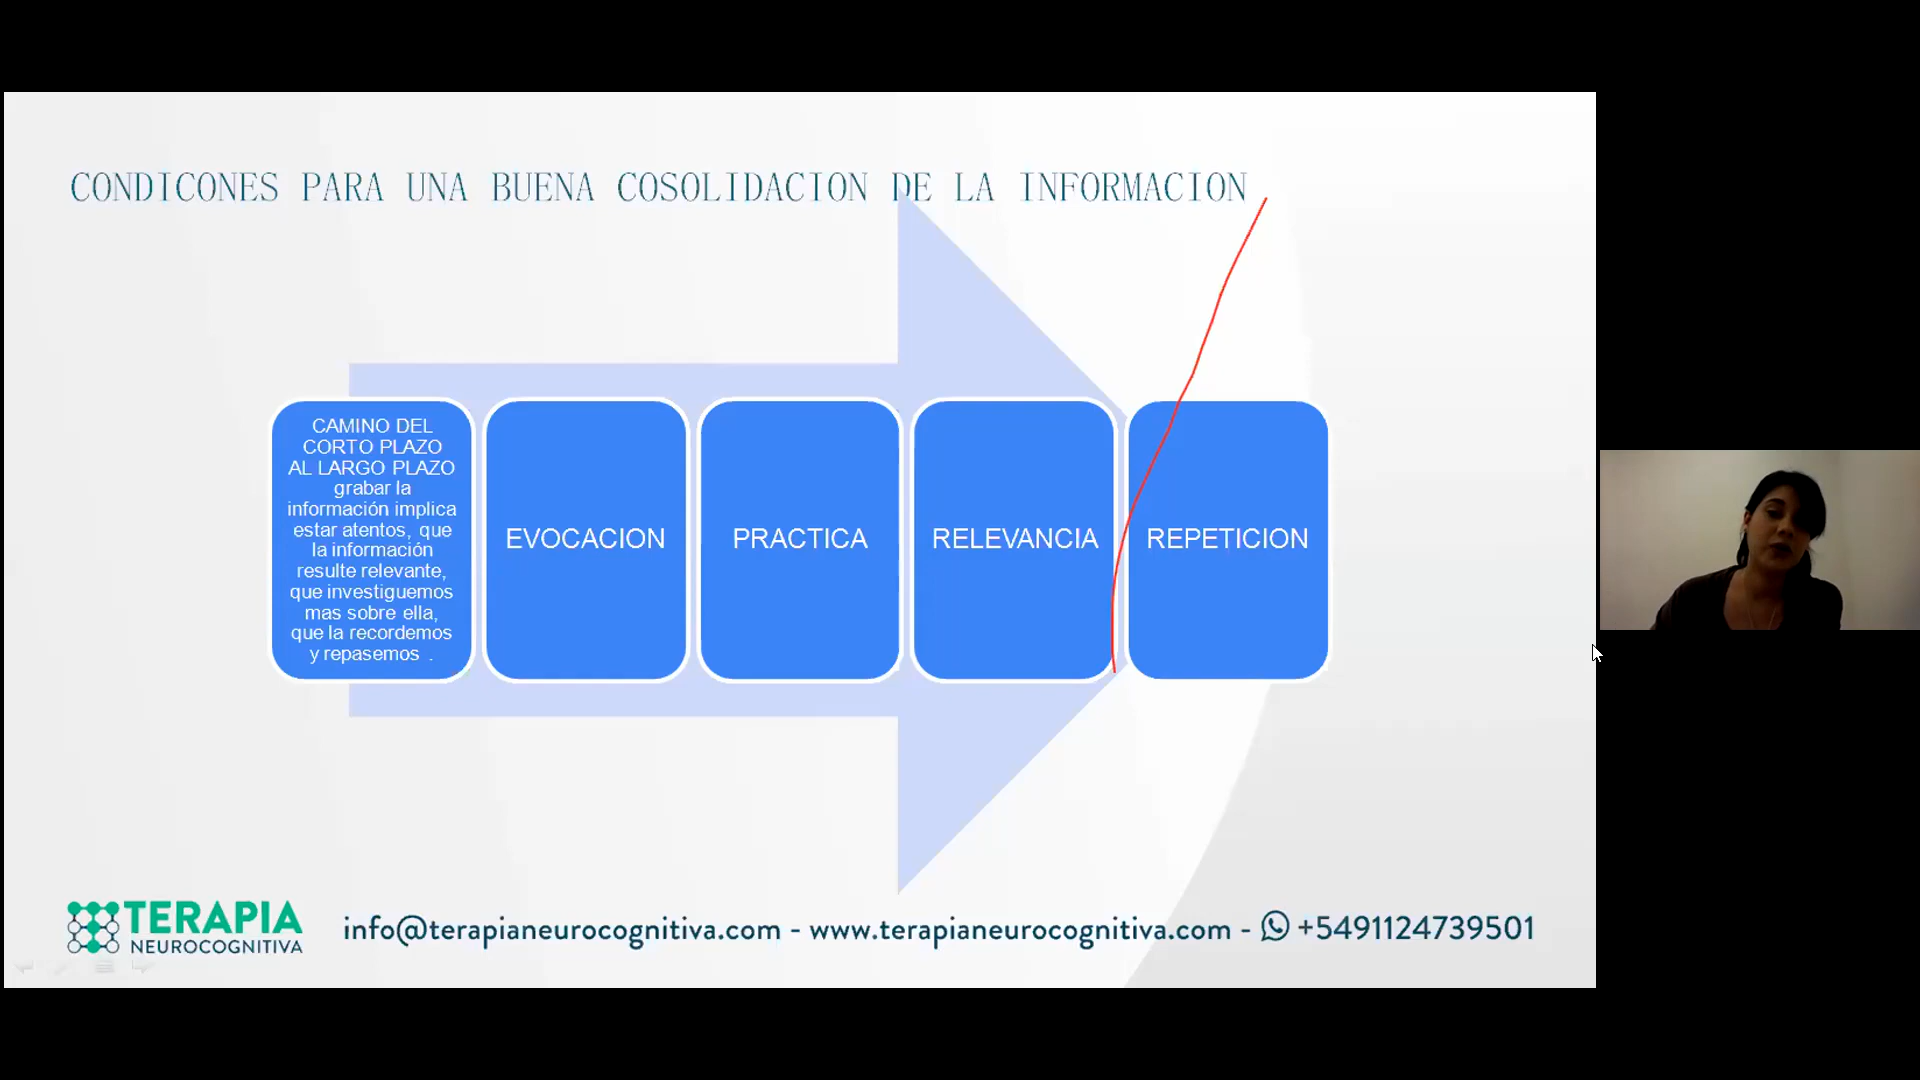 CONDICONES PARA UNA BUENA COSOLIDACION DE LA INFORMACION
CAMINO DEL
CORTO PLAZO
AL LARGO PLAZO
grabar la
información implica
estar atentos, que
la información
resulte relevante,
que investiguemos
mas sobre ella,
que la recordemos
y repasemos .
EVOCACION
PRACTICA
RELEVANCIA
REPETICION
TERAPIA
NEUROCOGNITIVA
info@terapianeurocognitiva.com - www.terapianeurocognitiva.com - +5491124739501